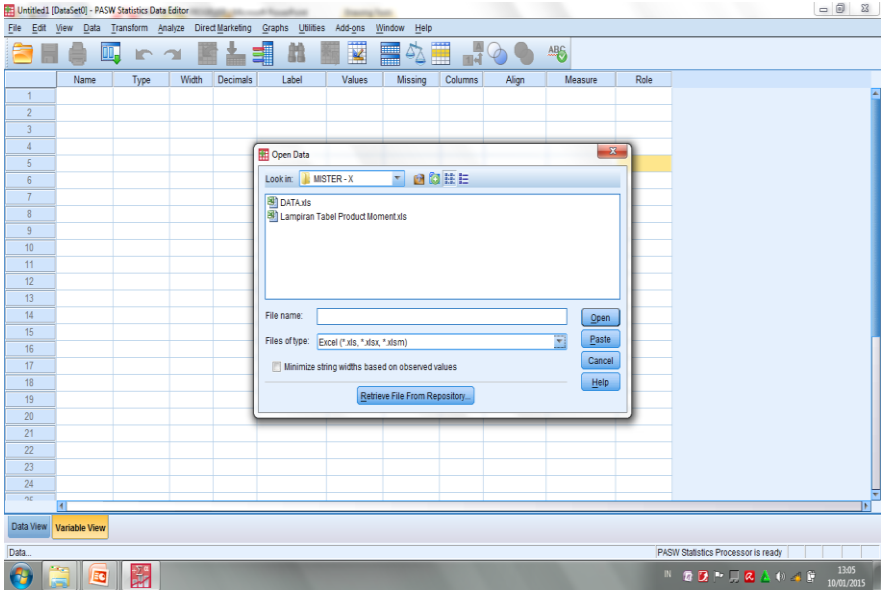 Untitled1 [DataSet0] - PASW Statistics Data Editor
File Edit View Data Transform Analyze Direct Marketing Graphs Utilities Add-ons Window Help
Name Type Width Decimals Label Values Missing Columns Align Measure Role
1
2
3
4
5
6
7
8
9
10
11
12
13
14
15
16
17
18
19
20
21
22
23
24
Open Data
Look in: MISTER - X
DATA.xls
Lampiran Tabel Product Moment.xls
File name:
Open
Files of type: Excel (*.xls, *.xlsx, *.xlsm)
Paste
Minimize string widths based on observed values
Cancel
Help
Retrieve File From Repository...
Data View Variable View
Data...
PASW Statistics Processor is ready
IN
13:05
10/01/2015